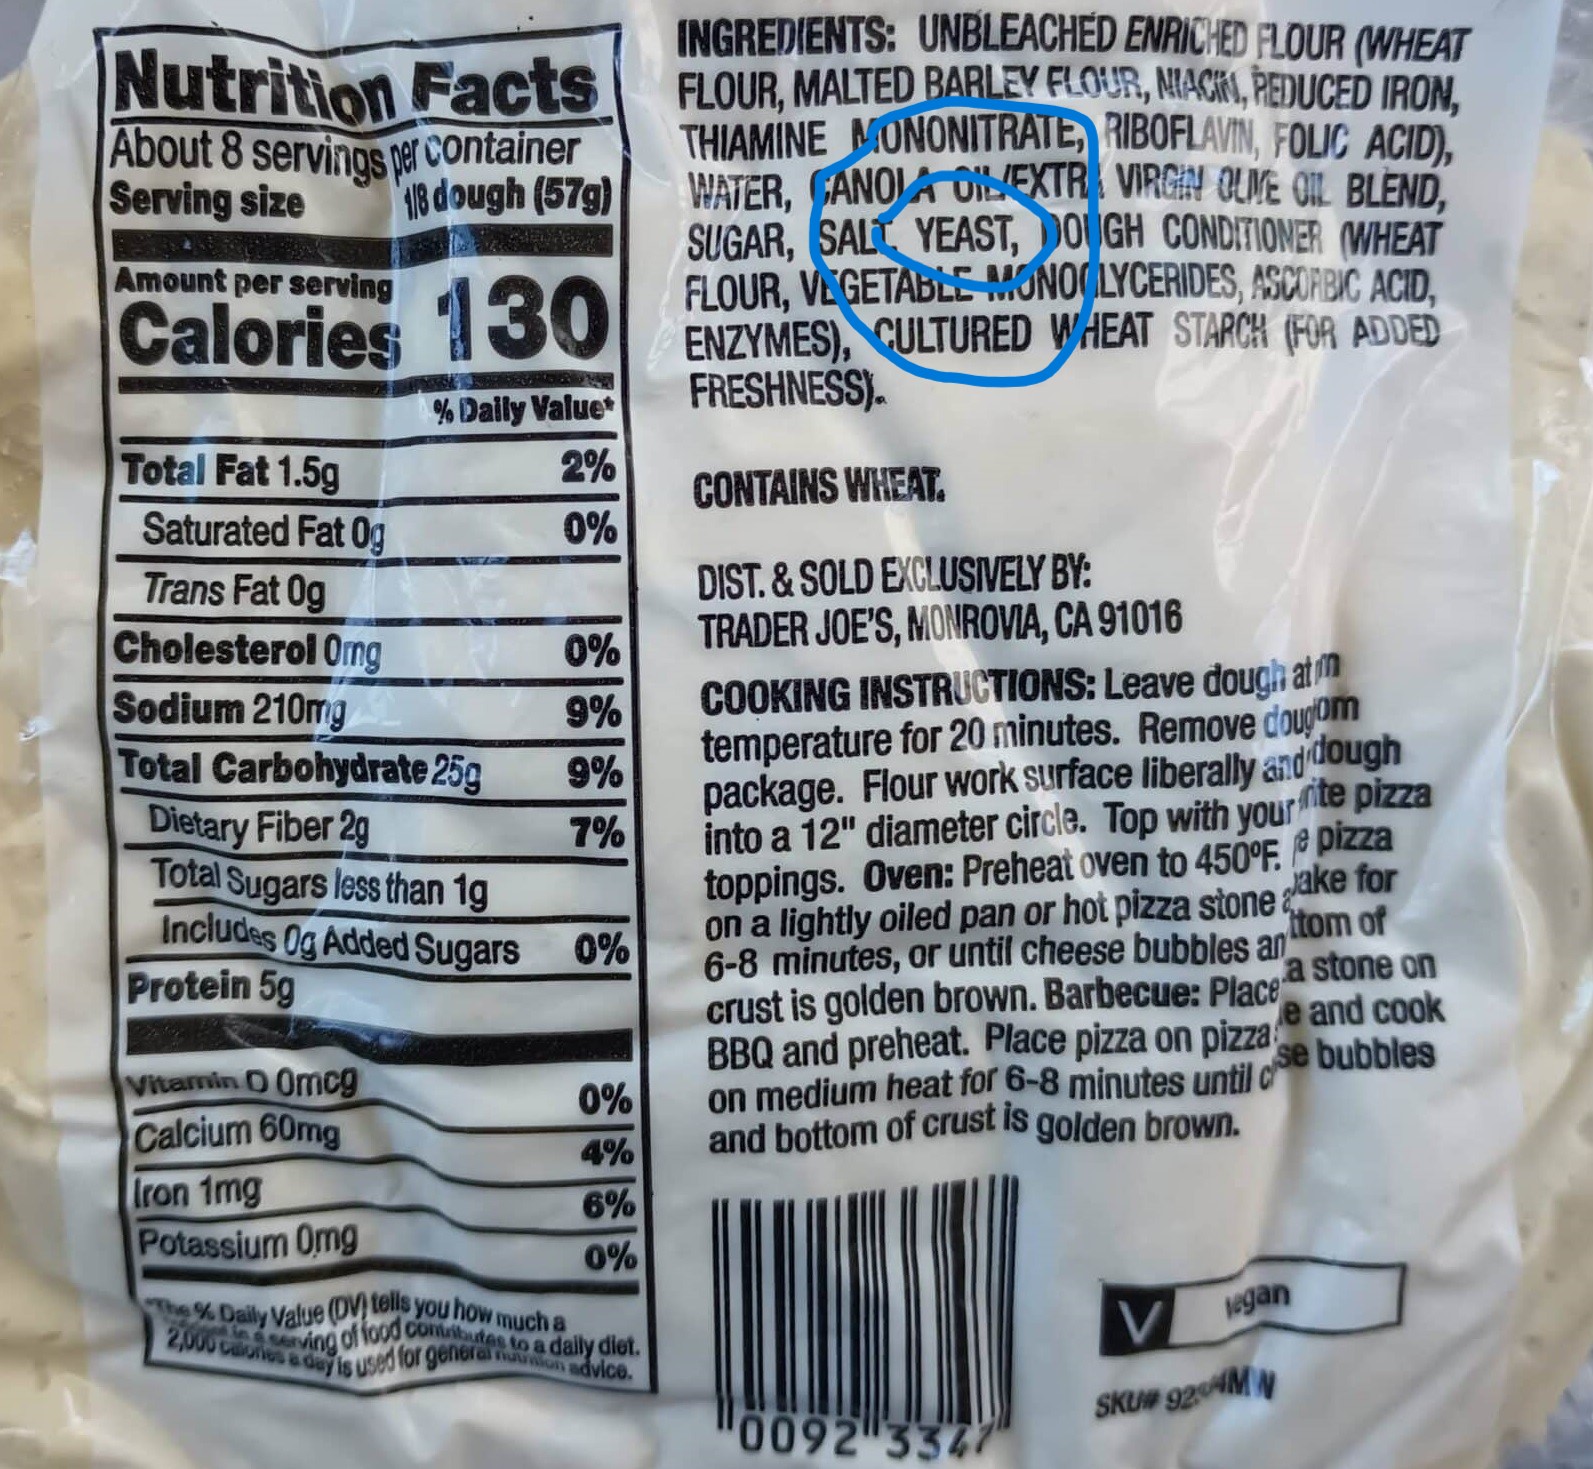 Nutrition Facts
About 8 servings per container
Serving size 1/8 dough (57g)
Amount per serving
Calories 130
% Daily Value*
Total Fat 1.5g 2%
Saturated Fat 0g 0%
Trans Fat 0g
Cholesterol 0mg 0%
Sodium 210mg 9%
Total Carbohydrate 25g 9%
Dietary Fiber 2g 7%
Total Sugars less than 1g
Includes 0g Added Sugars 0%
Protein 5g
Vitamin D 0mcg 0%
Calcium 60mg 4%
Iron 1mg 6%
Potassium 0mg 0%
*The % Daily Value (DV) tells you how much a
in a serving of food contributes to a daily diet.
2,000 calories a day is used for general nutrition advice.
INGREDIENTS: UNBLEACHED ENRICHED FLOUR (WHEAT
FLOUR, MALTED BARLEY FLOUR, NIACIN, REDUCED IRON,
THIAMINE MONONITRATE, RIBOFLAVIN, FOLIC ACID),
WATER, CANOLA OIL/EXTRA VIRGIN OLIVE OIL BLEND,
SUGAR, SALT, YEAST, DOUGH CONDITIONER (WHEAT
FLOUR, VEGETABLE MONOGLYCERIDES, ASCORBIC ACID,
ENZYMES), CULTURED WHEAT STARCH (FOR ADDED
FRESHNESS).
CONTAINS WHEAT.
DIST. & SOLD EXCLUSIVELY BY:
TRADER JOE'S, MONROVIA, CA 91016
COOKING INSTRUCTIONS: Leave dough at
temperature for 20 minutes. Remove
package. Flour work surface liberally and dough
into a 12" diameter circle. Top with your pizza
toppings. Oven: Preheat oven to 450°F. pizza
on a lightly oiled pan or hot pizza stone for
6-8 minutes, or until cheese bubbles of
crust is golden brown. Barbecue: Place a stone on
BBQ and preheat. Place pizza on pizza and cook
on medium heat for 6-8 minutes until bubbles
and bottom of crust is golden brown.
0092 3347
V vegan
SKU#